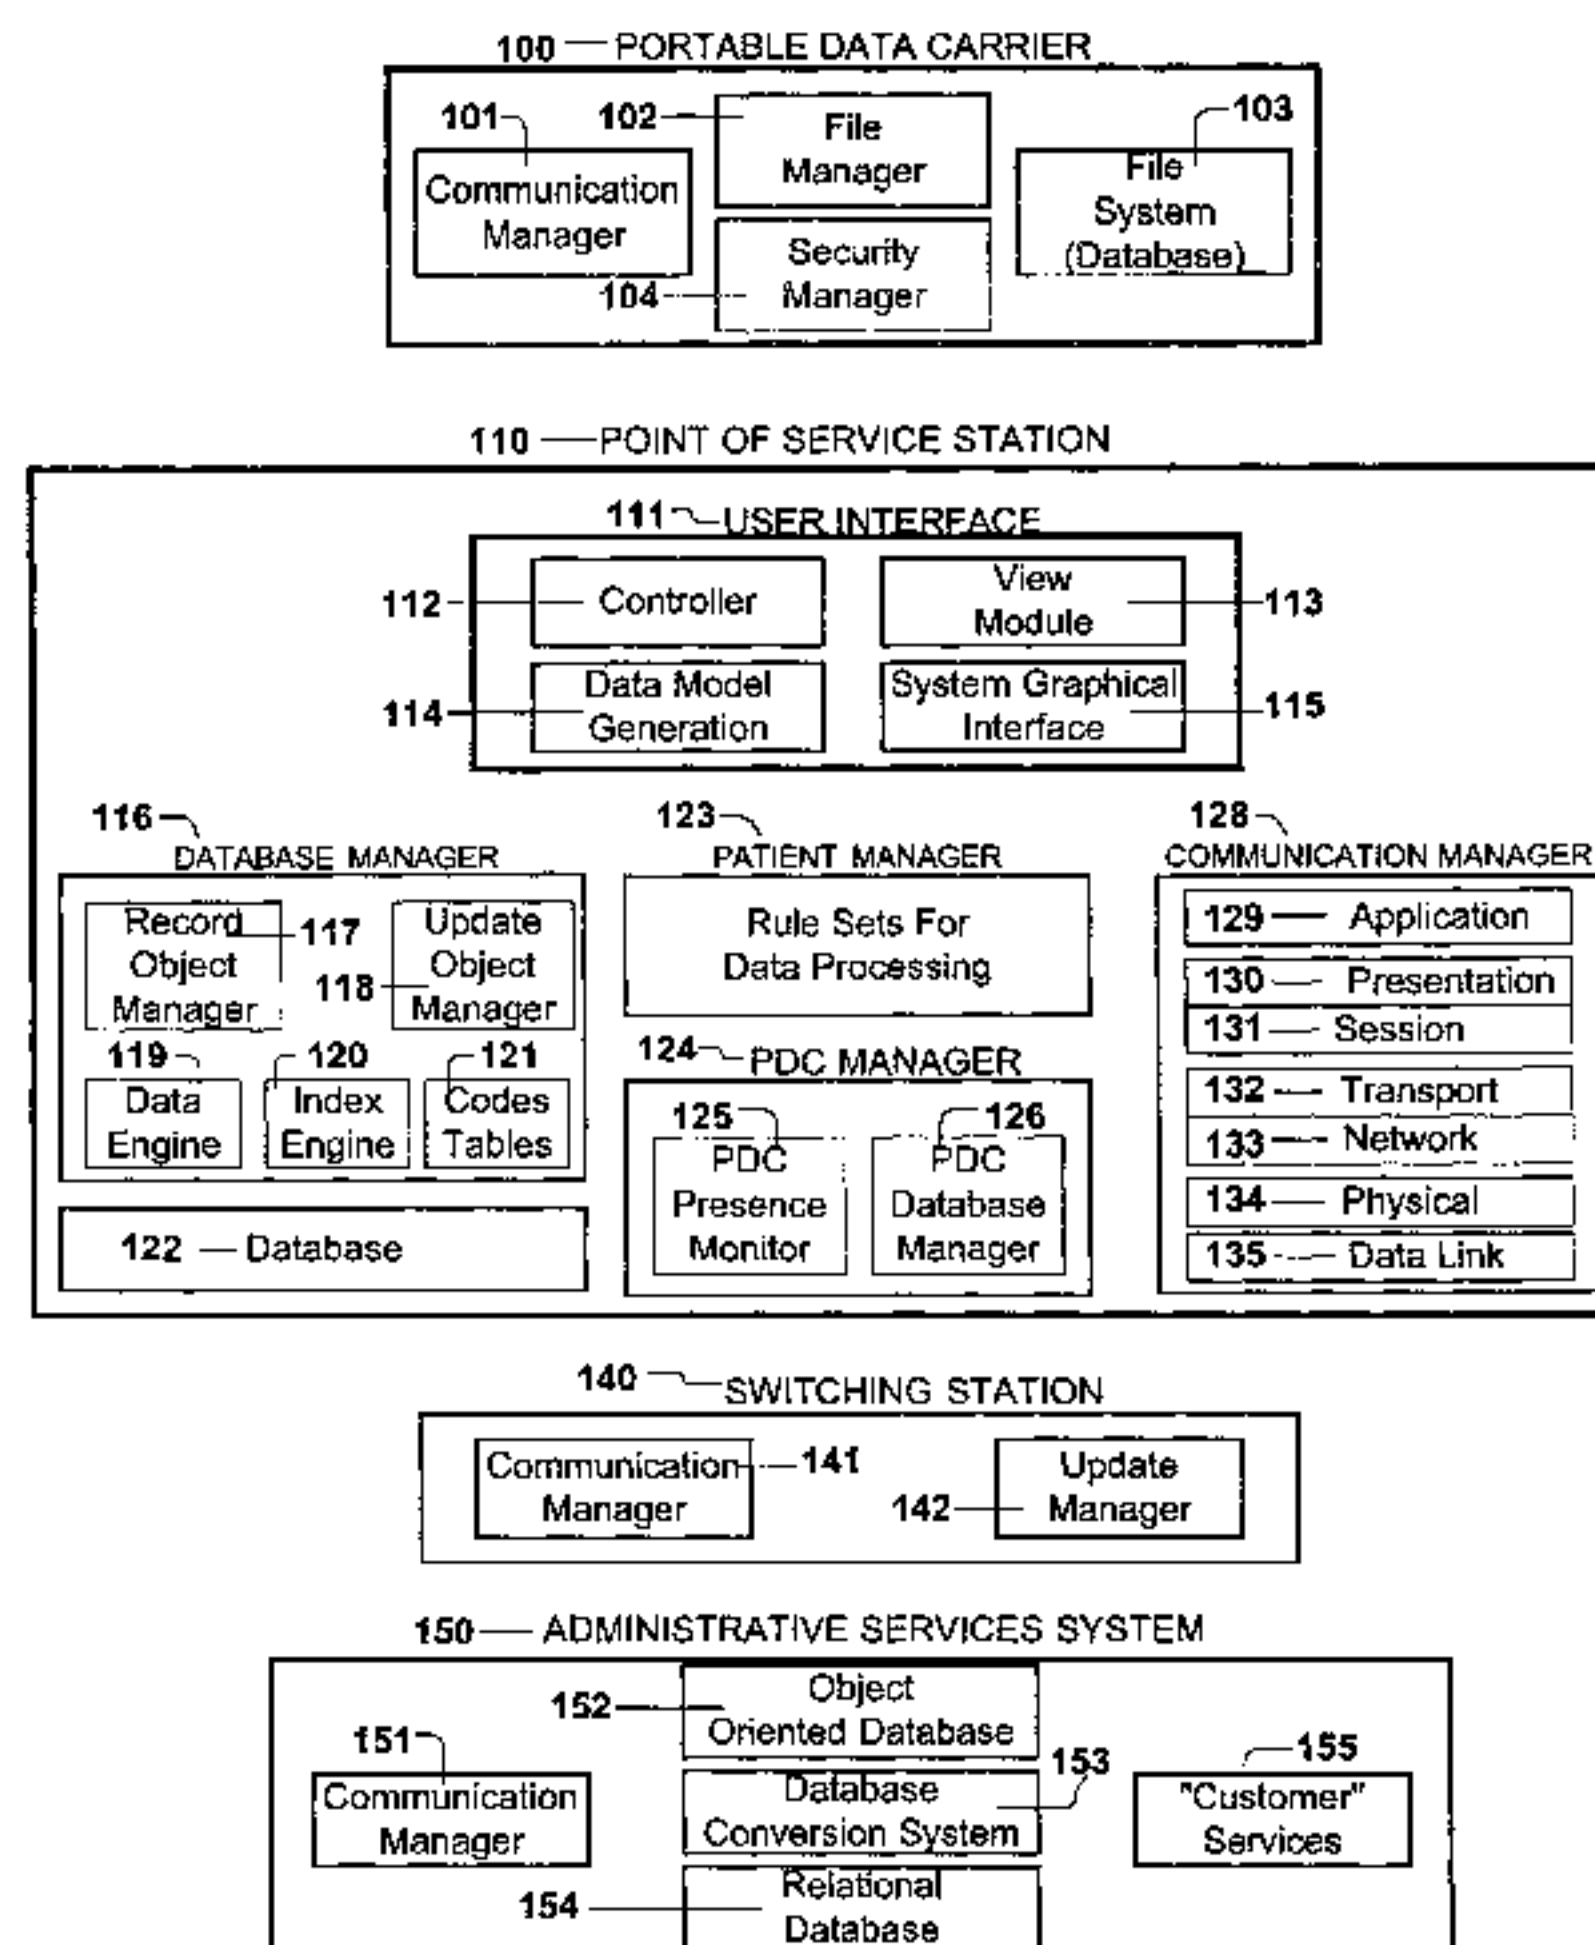 100 PORTABLE DATA CARRIER
101 102 103
File
Manager
Communication
Manager
File
System
(Database)
Security
Manager
104
110 POINT OF SERVICE STATION
111 USER INTERFACE
112 Controller
View
Module 113
114 Data Model
Generation
System Graphical
Interface 115
116 123 128
DATABASE MANAGER
Record
Object
Manager
117
118
Update
Object
Manager
119 120 121
Data
Engine
Index
Engine
Codes
Tables
122 Database
PATIENT MANAGER
Rule Sets For
Data Processing
124 PDC MANAGER
125 126
PDC
Presence
Monitor
PDC
Database
Manager
COMMUNICATION MANAGER
129 Application
130 Presentation
131 Session
132 Transport
133 Network
134 Physical
135 Data Link
140 SWITCHING STATION
Communication
Manager
141
142
Update
Manager
150 ADMINISTRATIVE SERVICES SYSTEM
152
Object
Oriented Database
151
Communication
Manager
153
Database
Conversion System
155
"Customer"
Services
154
Relational
Database